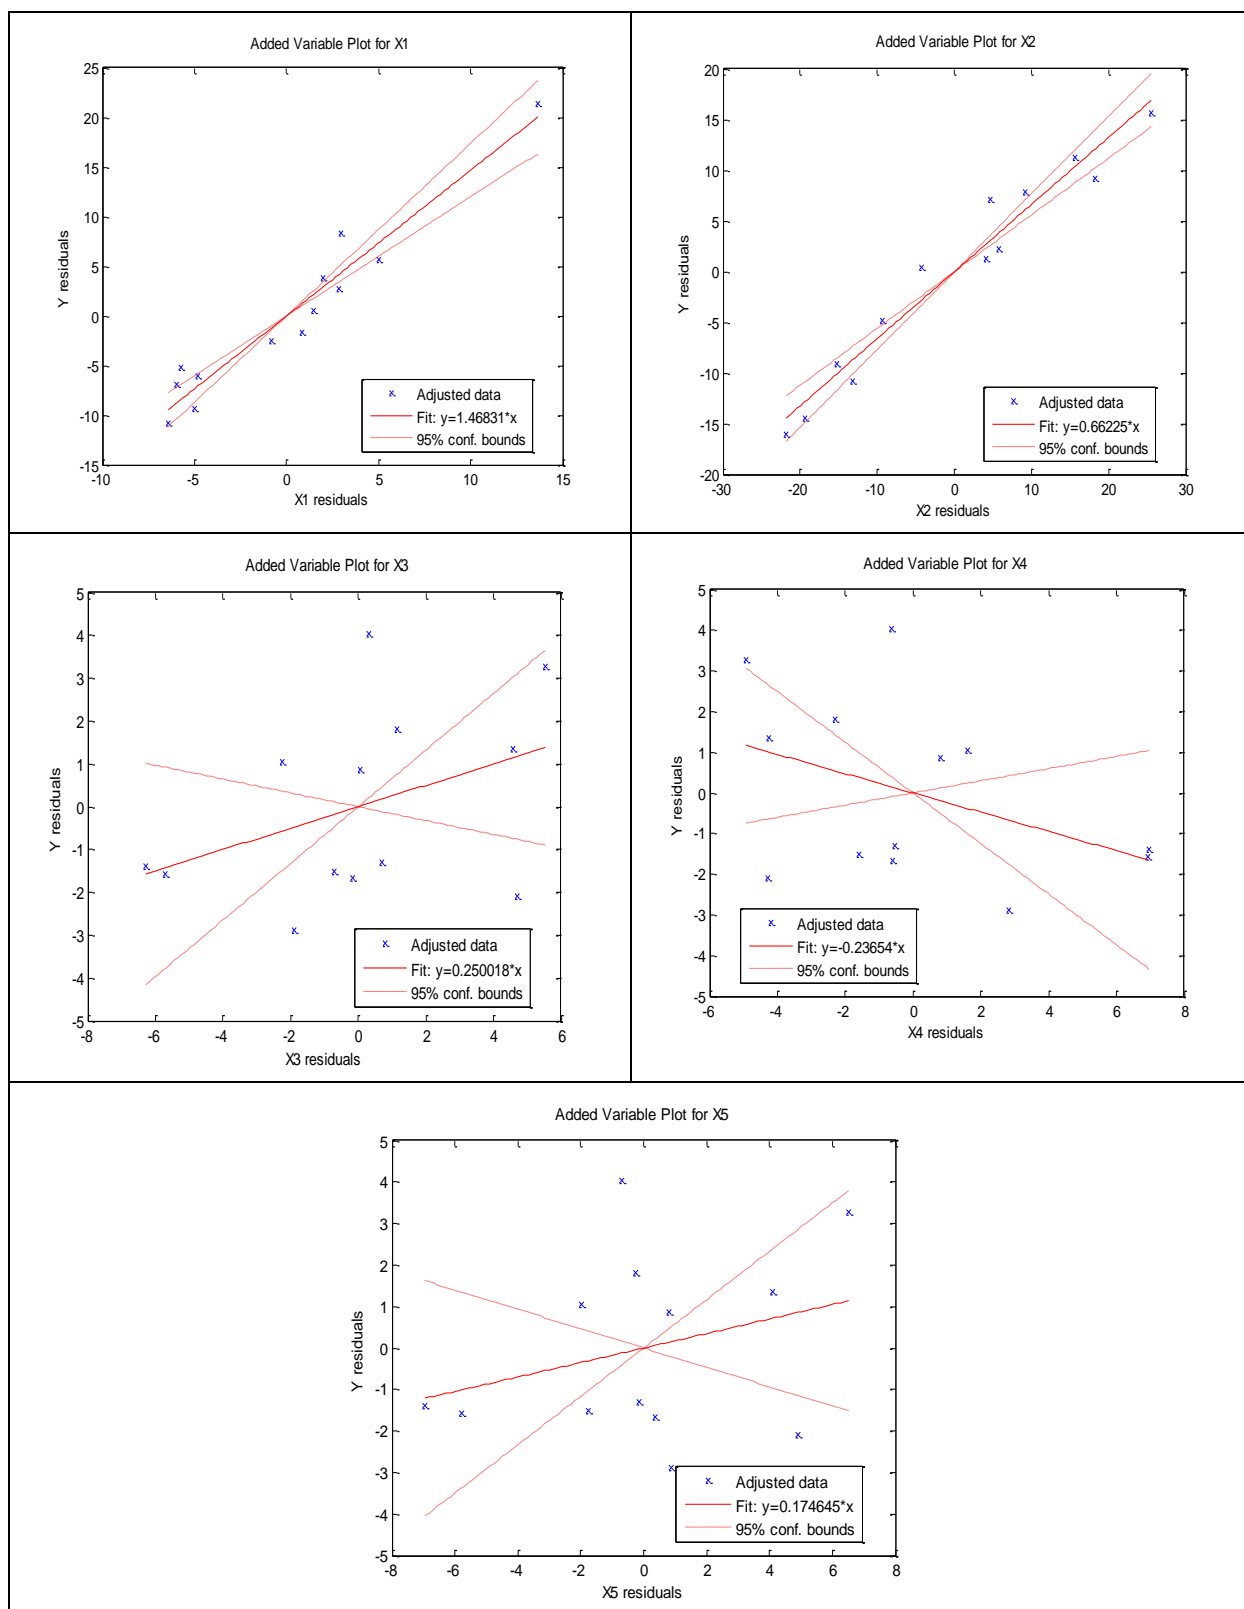 Added Variable Plot for X1
25
20
15
10
5
0
-5
-10
-15
Y residuals
-10
-5
0
5
10
15
X1 residuals
Adjusted data
Fit: y=1.46831*x
95% conf. bounds
Added Variable Plot for X2
20
15
10
5
0
-5
-10
-15
-20
Y residuals
-30
-20
-10
0
10
20
30
X2 residuals
Adjusted data
Fit: y=0.66225*x
95% conf. bounds
Added Variable Plot for X3
5
4
3
2
1
0
-1
-2
-3
-4
-5
Y residuals
-8
-6
-4
-2
0
2
4
6
X3 residuals
Adjusted data
Fit: y=0.250018*x
95% conf. bounds
Added Variable Plot for X4
5
4
3
2
1
0
-1
-2
-3
-4
-5
Y residuals
-6
-4
-2
0
2
4
6
8
X4 residuals
Adjusted data
Fit: y=-0.23654*x
95% conf. bounds
Added Variable Plot for X5
5
4
3
2
1
0
-1
-2
-3
-4
-5
Y residuals
-8
-6
-4
-2
0
2
4
6
8
X5 residuals
Adjusted data
Fit: y=0.174645*x
95% conf. bounds